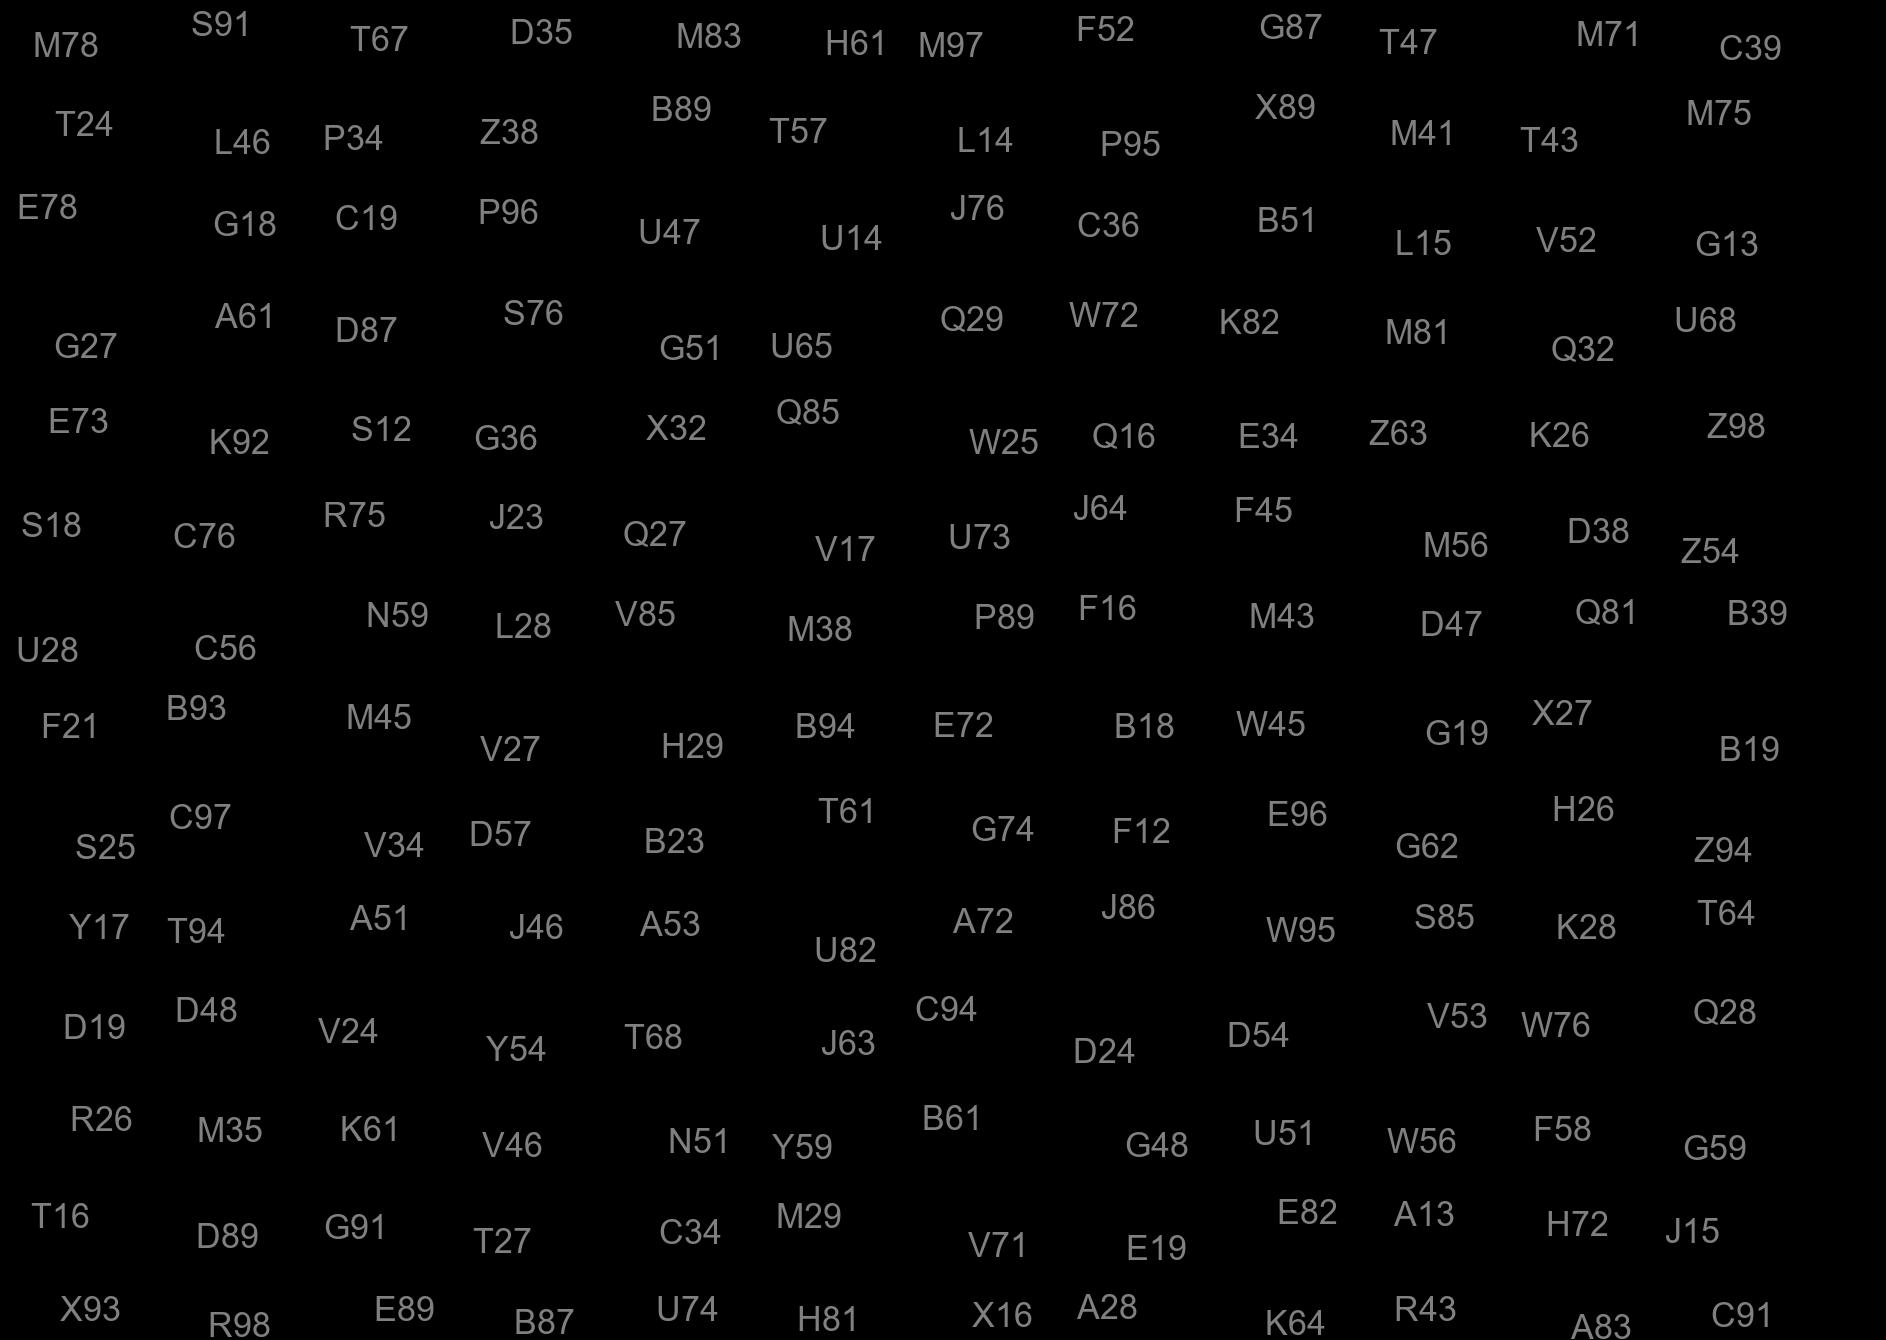 M78 S91 T67 D35 M83 H61 M97 F52 G87 T47 M71 C39
T24 L46 P34 Z38 B89 T57 L14 P95 X89 M41 T43 M75
E78 G18 C19 P96 U47 U14 J76 C36 B51 L15 V52 G13
G27 A61 D87 S76 G51 U65 Q29 W72 K82 M81 Q32 U68
E73 K92 S12 G36 X32 Q85 W25 Q16 E34 Z63 K26 Z98
S18 C76 R75 J23 Q27 V17 U73 J64 F45 M56 D38 Z54
U28 C56 N59 L28 V85 M38 P89 F16 M43 D47 Q81 B39
F21 B93 M45 V27 H29 B94 E72 B18 W45 G19 X27 B19
S25 C97 V34 D57 B23 T61 G74 F12 E96 G62 H26 Z94
Y17 T94 A51 J46 A53 U82 A72 J86 W95 S85 K28 T64
D19 D48 V24 Y54 T68 J63 C94 D24 D54 V53 W76 Q28
R26 M35 K61 V46 N51 Y59 B61 G48 U51 W56 F58 G59
T16 D89 G91 T27 C34 M29 V71 E19 E82 A13 H72 J15
X93 R98 E89 B87 U74 H81 X16 A28 K64 R43 A83 C91